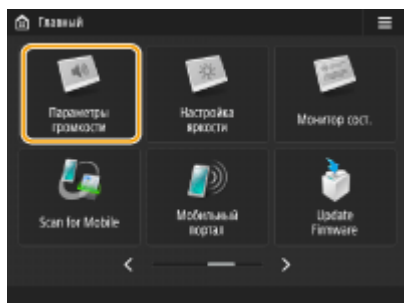 Главный
Параметры
громкости
Настройка
яркости
Монитор сост.
Scan for Mobile
Мобильный
портал
Update
Firmware